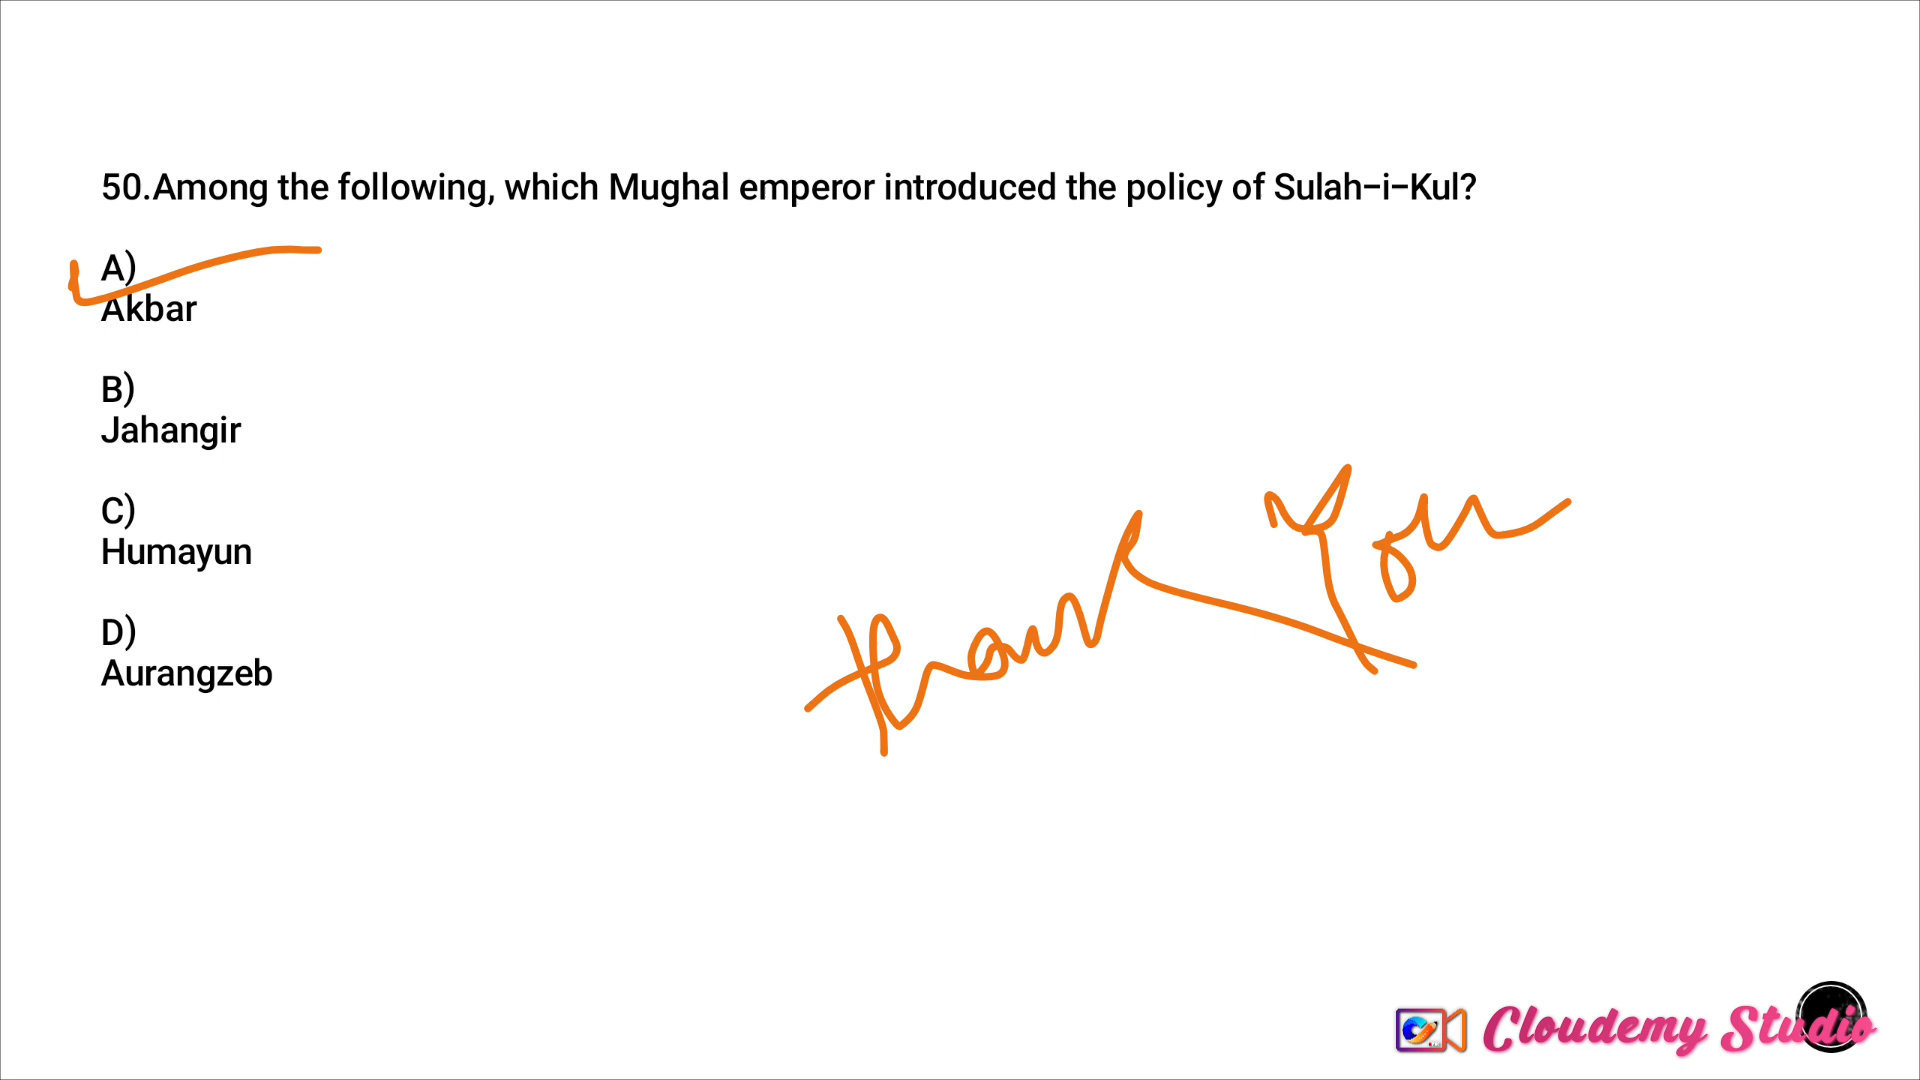 50.Among the following, which Mughal emperor introduced the policy of Sulah-i-Kul?
A)
Akbar
B)
Jahangir
C)
Humayun
D)
Aurangzeb
thank You
Cloudemy Studio